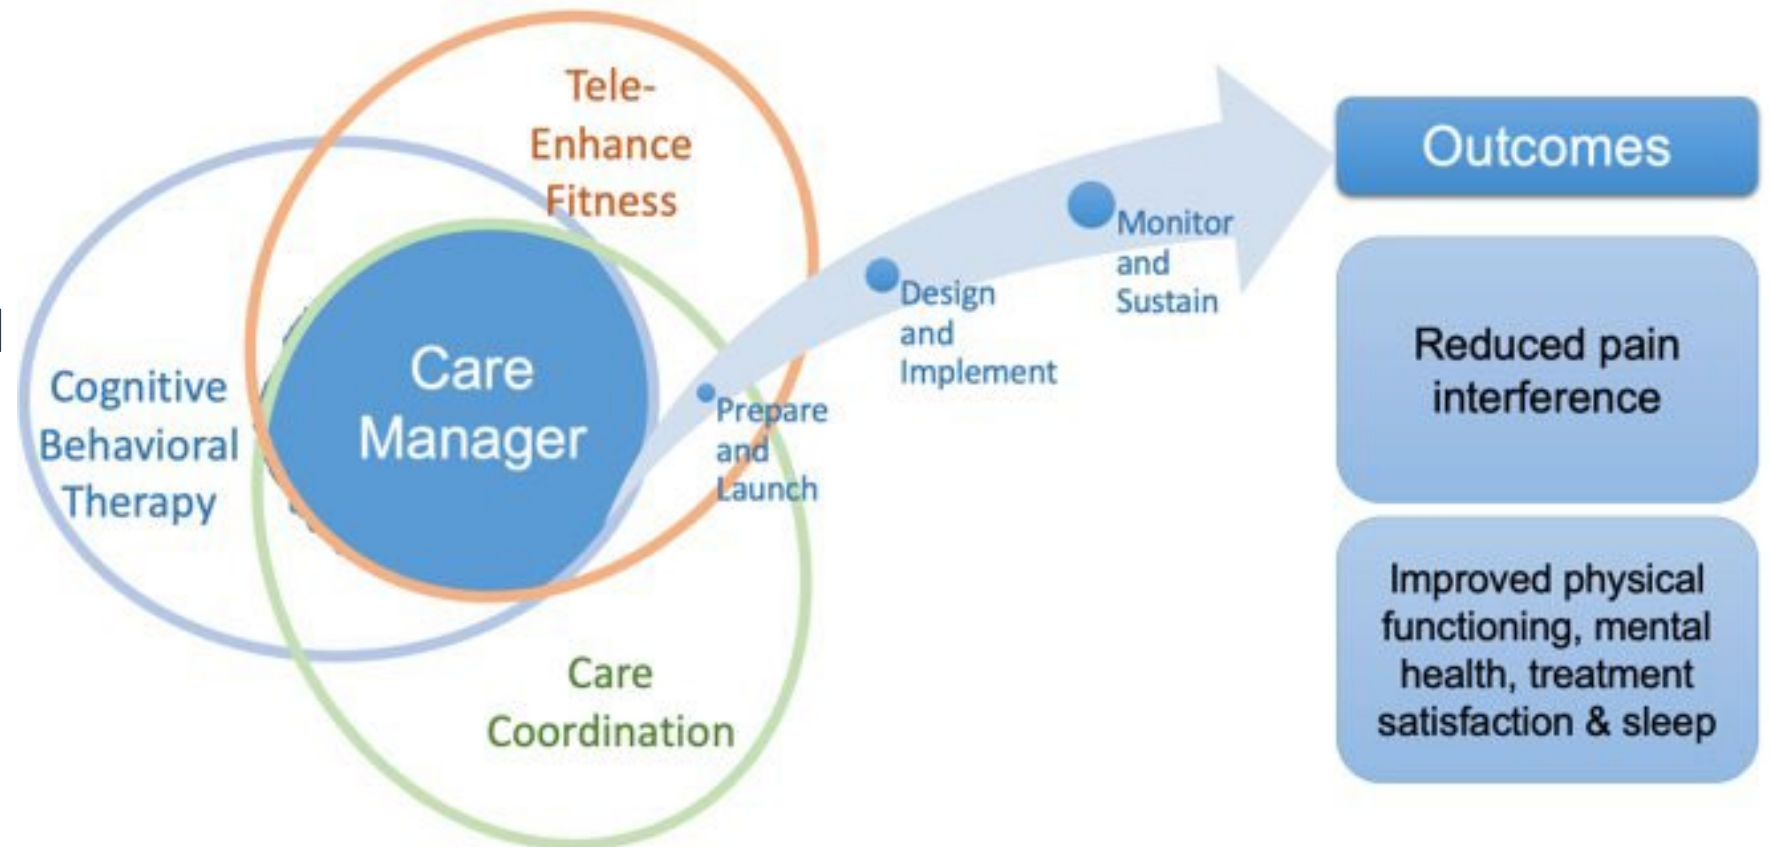 Tele-
Enhance
Fitness
Cognitive
Behavioral
Therapy
Care
Manager
Care
Coordination
Prepare
and
Launch
Design
and
Implement
Monitor
and
Sustain
Outcomes
Reduced pain
interference
Improved physical
functioning, mental
health, treatment
satisfaction & sleep